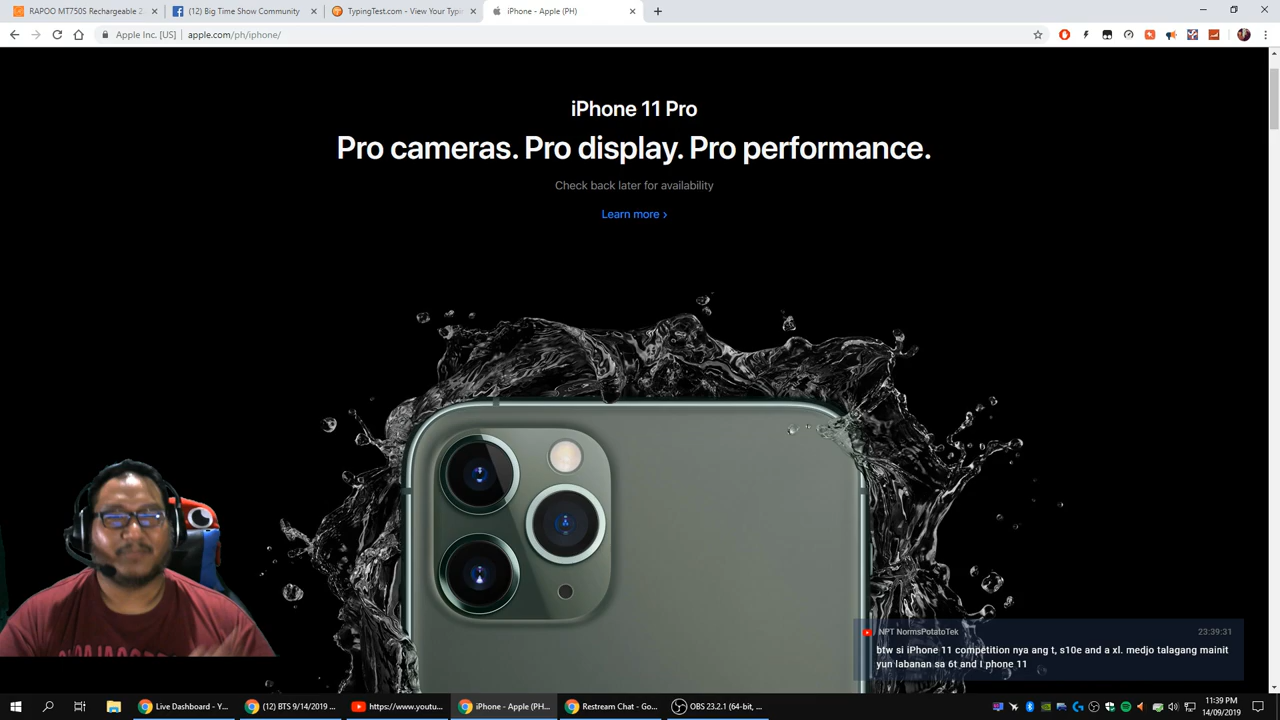 RAPOO MT750S Rechargeable 2
(12) Big Time Show Community
TypingTest.com - View Your Type
iPhone - Apple (PH)
Apple Inc. [US] | apple.com/ph/iphone/
iPhone 11 Pro
Pro cameras. Pro display. Pro performance.
Check back later for availability
Learn more ›
NPT NormsPotatoTek 23:39:31
btw si iPhone 11 competition nya ang t, s10e and a xl. medjo talagang mainit
yun labanan sa 6t and I phone 11
Live Dashboard - Y...
(12) BTS 9/14/2019 ...
https://www.youtu...
iPhone - Apple (PH...
Restream Chat - Go...
OBS 23.2.1 (64-bit, ...
11:39 PM
14/09/2019